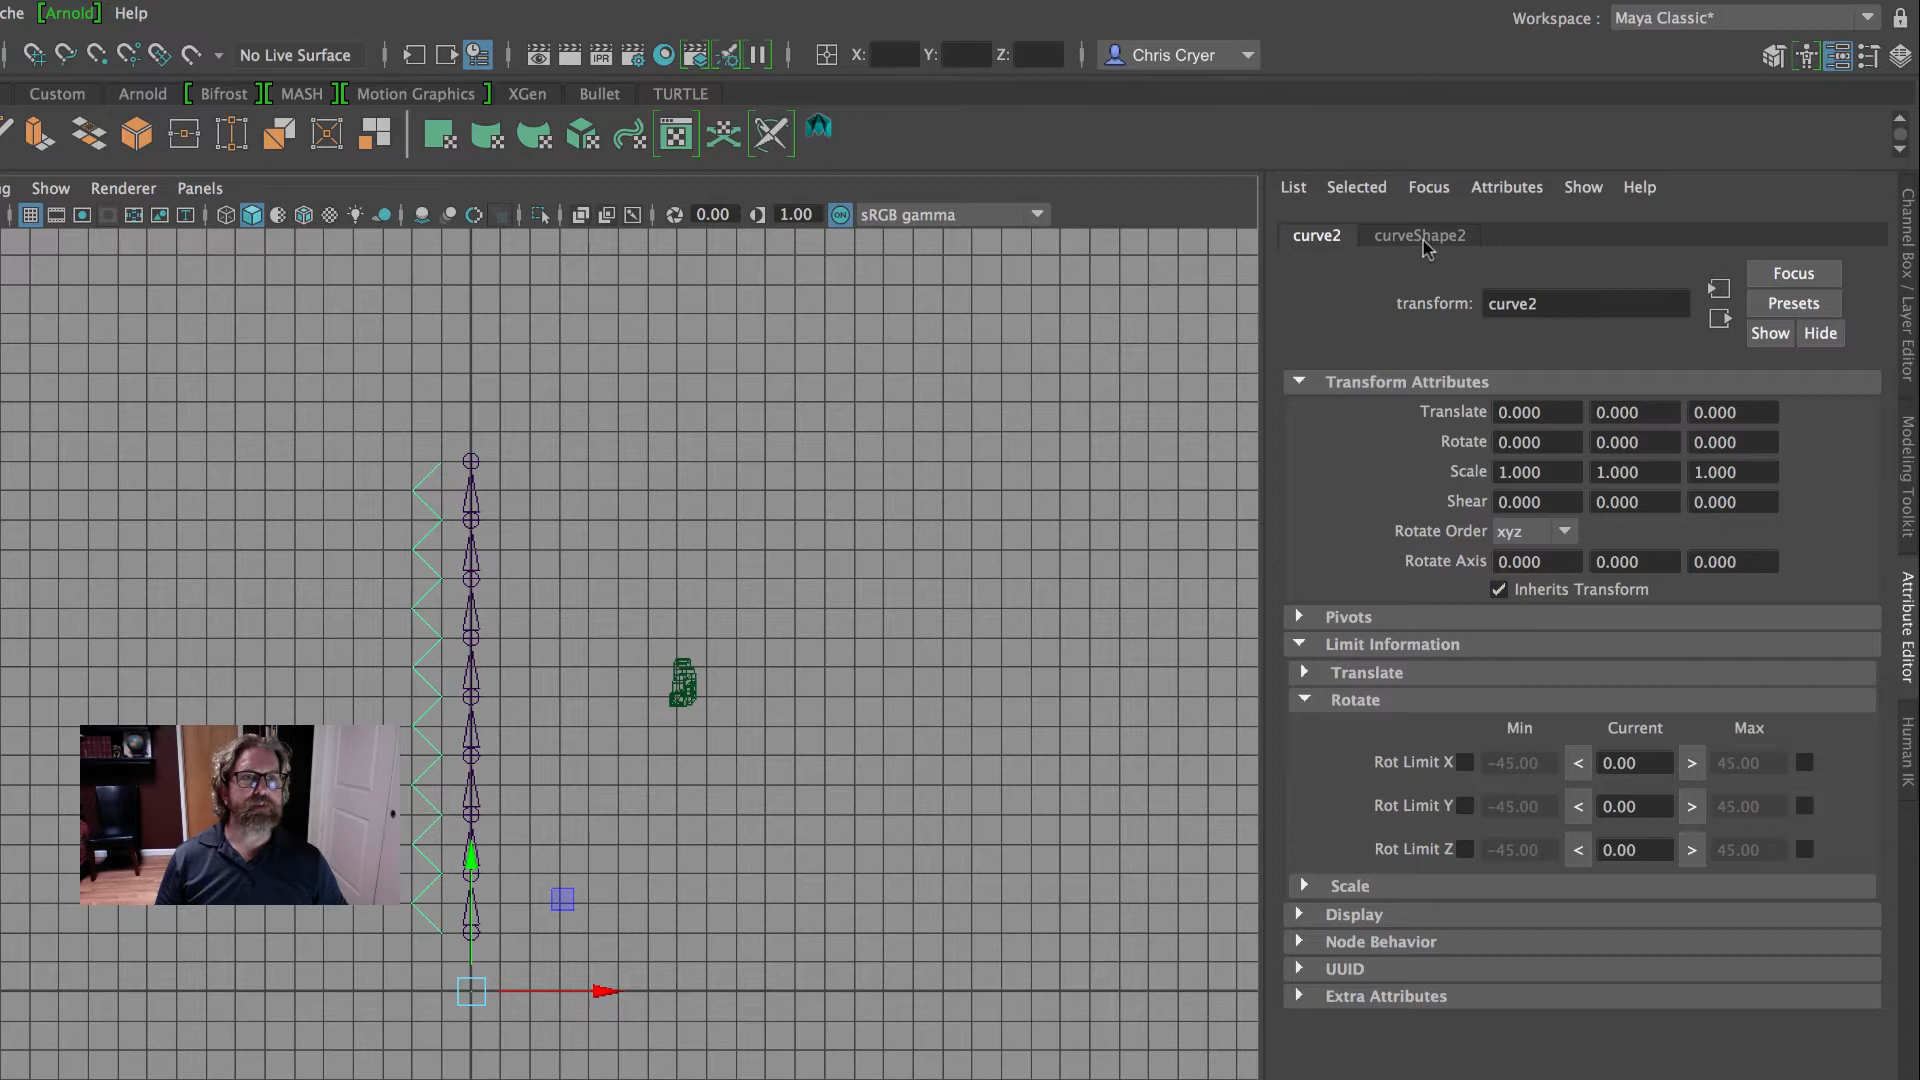 che [Arnold] Help
Workspace : Maya Classic*
No Live Surface
IPR
X: Y: Z:
Chris Cryer
Custom Arnold Bifrost MASH Motion Graphics XGen Bullet TURTLE
ng Show Renderer Panels
0.00 1.00 ON sRGB gamma
List Selected Focus Attributes Show Help
curve2 curveShape2
Focus
transform: curve2 Presets
Show Hide
Transform Attributes
Translate 0.000 0.000 0.000
Rotate 0.000 0.000 0.000
Scale 1.000 1.000 1.000
Shear 0.000 0.000 0.000
Rotate Order xyz
Rotate Axis 0.000 0.000 0.000
Inherits Transform
Pivots
Limit Information
Translate
Rotate
Min Current Max
Rot Limit X -45.00 < 0.00 > 45.00
Rot Limit Y -45.00 < 0.00 > 45.00
Rot Limit Z -45.00 < 0.00 > 45.00
Scale
Display
Node Behavior
UUID
Extra Attributes
Channel Box / Layer Editor
Modeling Toolkit
Attribute Editor
Human IK